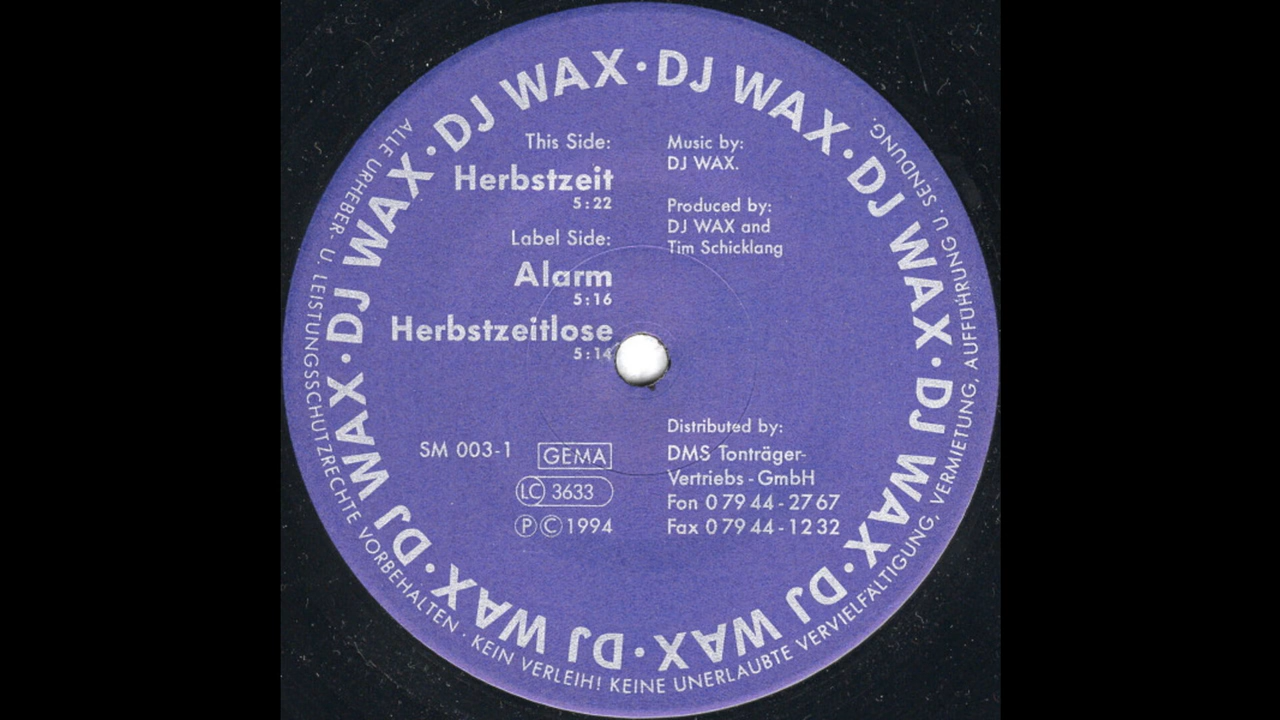 DJ WAX · DJ WAX · DJ WAX · DJ WAX · DJ WAX · DJ WAX · DJ WAX · DJ WAX ·
ALLE URHEBER- U. LEISTUNGSSCHUTZRECHTE VORBEHALTEN · KEIN VERLEIH! KEINE UNERLAUBTE VERVIELFÄLTIGUNG, VERMIETUNG, AUFFÜHRUNG U. SENDUNG.
This Side:
Herbstzeit
5:22
Label Side:
Alarm
5:16
Herbstzeitlose
5:14
Music by:
DJ WAX.
Produced by:
DJ WAX and
Tim Schicklang
SM 003-1
GEMA
LC 3633
Ⓟ©1994
Distributed by:
DMS Tonträger-
Vertriebs-GmbH
Fon 0 79 44-27 67
Fax 0 79 44-12 32